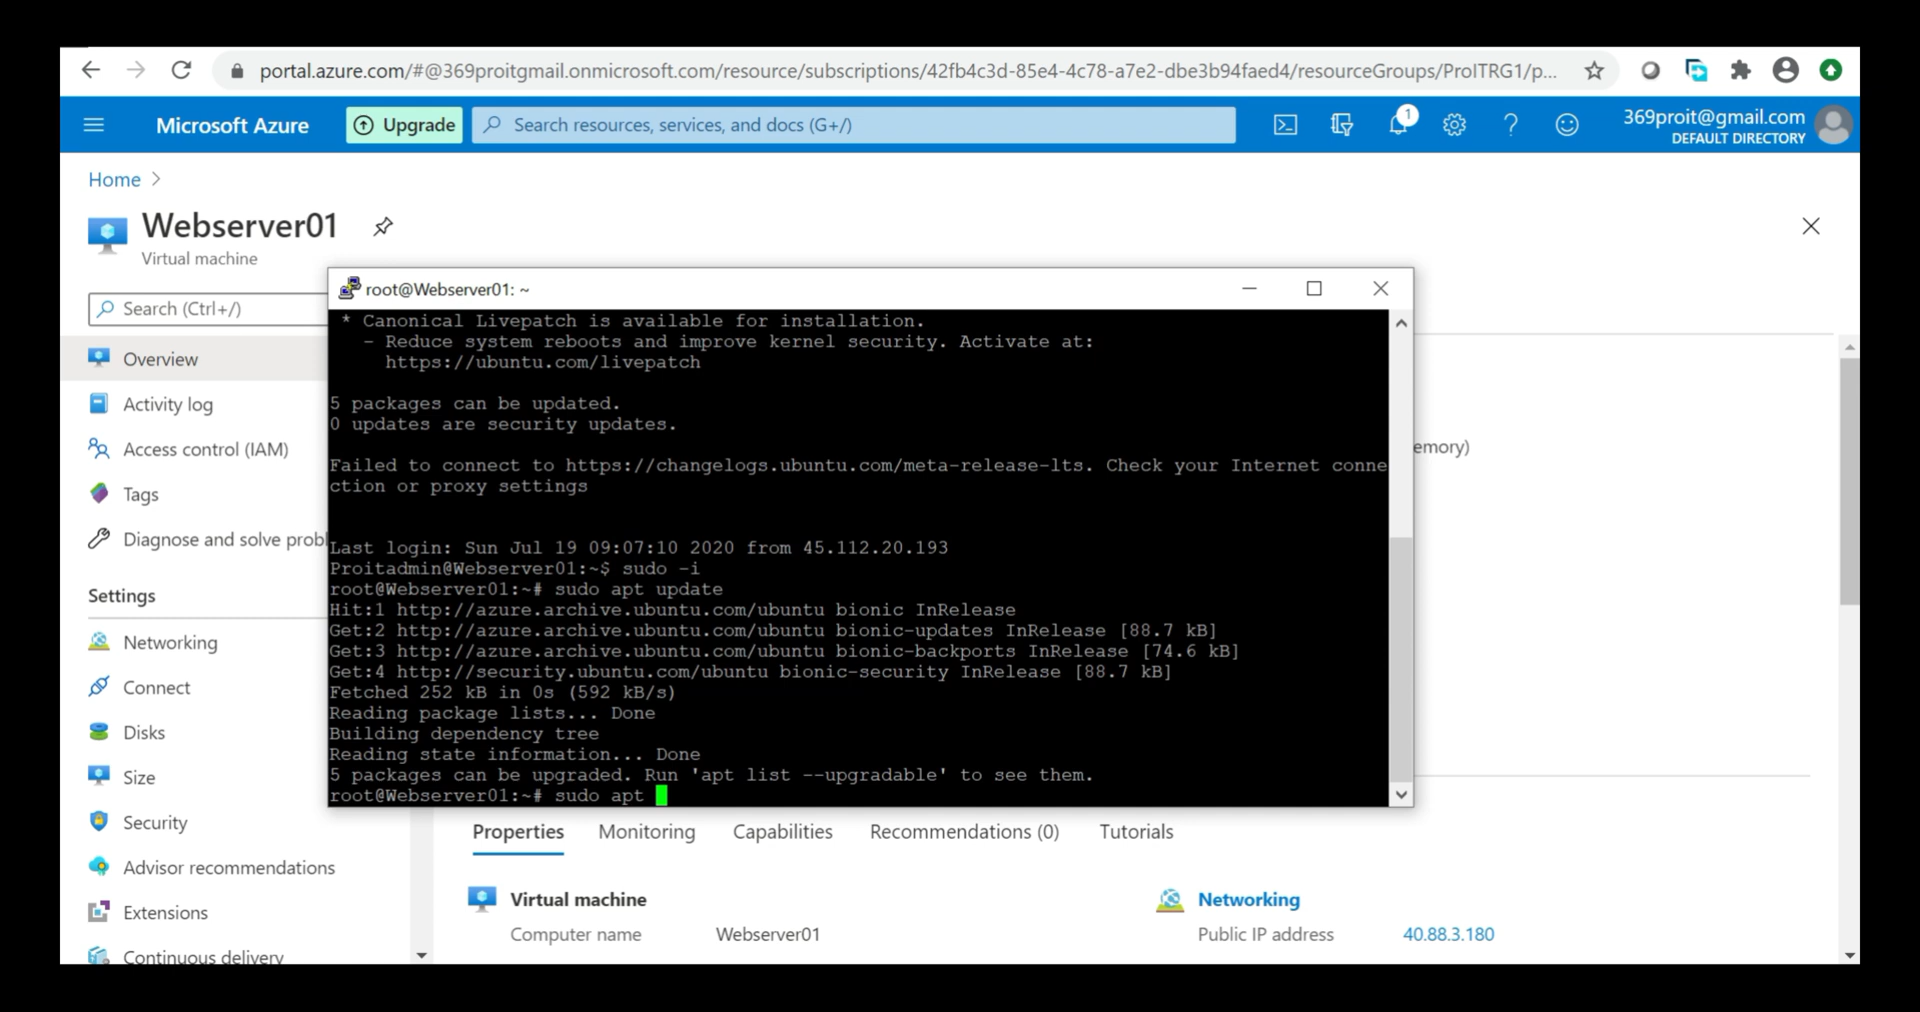 portal.azure.com/#@369proitgmail.onmicrosoft.com/resource/subscriptions/42fb4c3d-85e4-4c78-a7e2-dbe3b94faed4/resourceGroups/ProITRG1/p...
Microsoft Azure
Upgrade
Search resources, services, and docs (G+/)
1
369proit@gmail.com
DEFAULT DIRECTORY
Home >
Webserver01
Virtual machine
Search (Ctrl+/)
Overview
Activity log
Access control (IAM)
Tags
Diagnose and solve probl
Settings
Networking
Connect
Disks
Size
Security
Advisor recommendations
Extensions
Continuous delivery
root@Webserver01: ~
* Canonical Livepatch is available for installation.
- Reduce system reboots and improve kernel security. Activate at:
https://ubuntu.com/livepatch
5 packages can be updated.
0 updates are security updates.
Failed to connect to https://changelogs.ubuntu.com/meta-release-lts. Check your Internet conne
ction or proxy settings
Last login: Sun Jul 19 09:07:10 2020 from 45.112.20.193
Proitadmin@Webserver01:~$ sudo -i
root@Webserver01:~# sudo apt update
Hit:1 http://azure.archive.ubuntu.com/ubuntu bionic InRelease
Get:2 http://azure.archive.ubuntu.com/ubuntu bionic-updates InRelease [88.7 kB]
Get:3 http://azure.archive.ubuntu.com/ubuntu bionic-backports InRelease [74.6 kB]
Get:4 http://security.ubuntu.com/ubuntu bionic-security InRelease [88.7 kB]
Fetched 252 kB in 0s (592 kB/s)
Reading package lists... Done
Building dependency tree
Reading state information... Done
5 packages can be upgraded. Run 'apt list --upgradable' to see them.
root@Webserver01:~# sudo apt
emory)
Properties Monitoring Capabilities Recommendations (0) Tutorials
Virtual machine
Computer name Webserver01
Networking
Public IP address 40.88.3.180